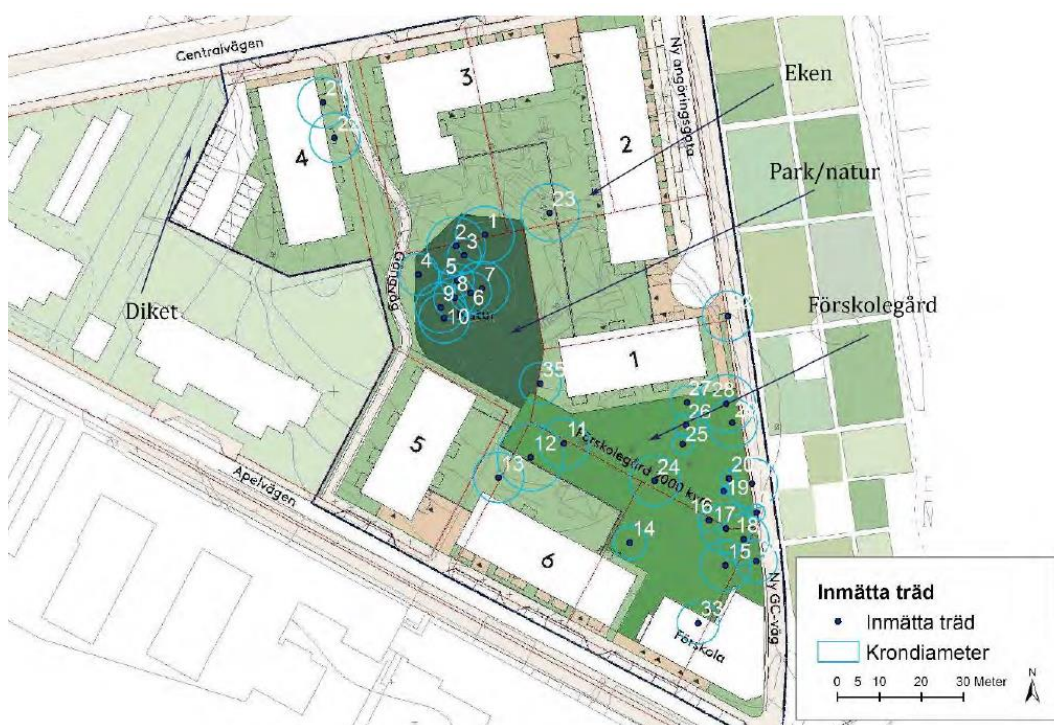 Centralvägen
3
Ny angöringsgata
Eken
4
2
23
Park/natur
1
2
3
4
5
7
8
9
6
10
Gångväg
Diket
Förskolegård
1
35
27
28
26
25
5
11
12
13
Förskolegård
24
20
19
16
17
18
14
15
Apelvägen
6
33
Förskola
Ny GC-väg
Inmätta träd
Inmätta träd
Krondiameter
0 5 10 20 30 Meter
N